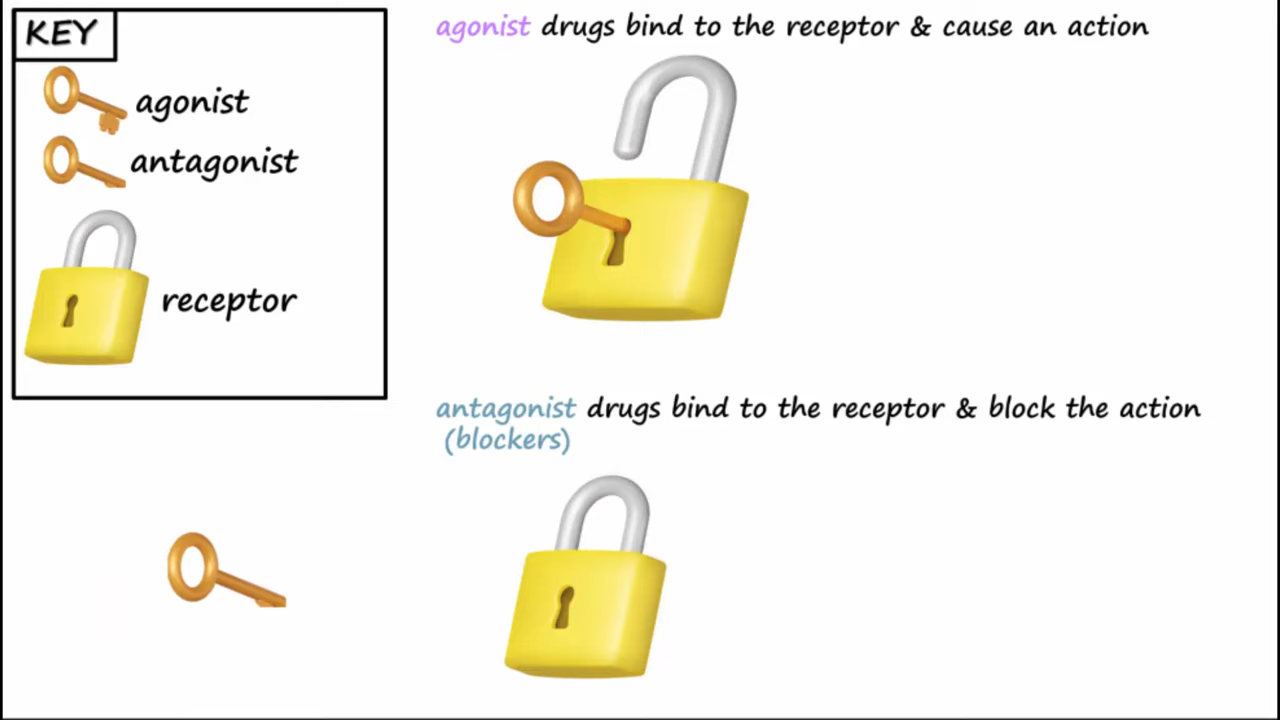 KEY
agonist
antagonist
receptor
agonist drugs bind to the receptor & cause an action
antagonist drugs bind to the receptor & block the action
(blockers)